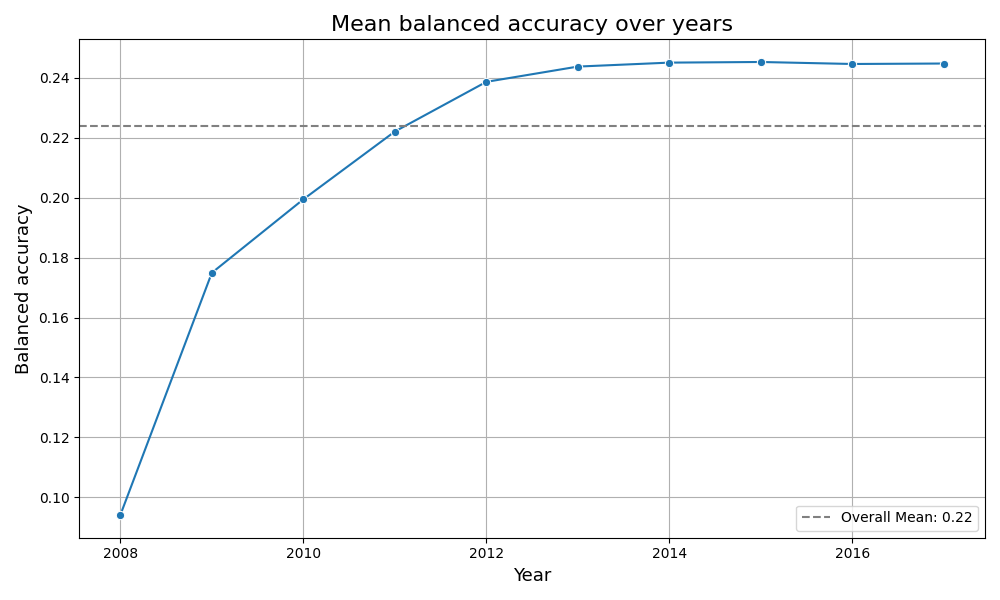 Mean balanced accuracy over years
Balanced accuracy
0.24
0.22
0.20
0.18
0.16
0.14
0.12
0.10
Overall Mean: 0.22
2008 2010 2012 2014 2016
Year